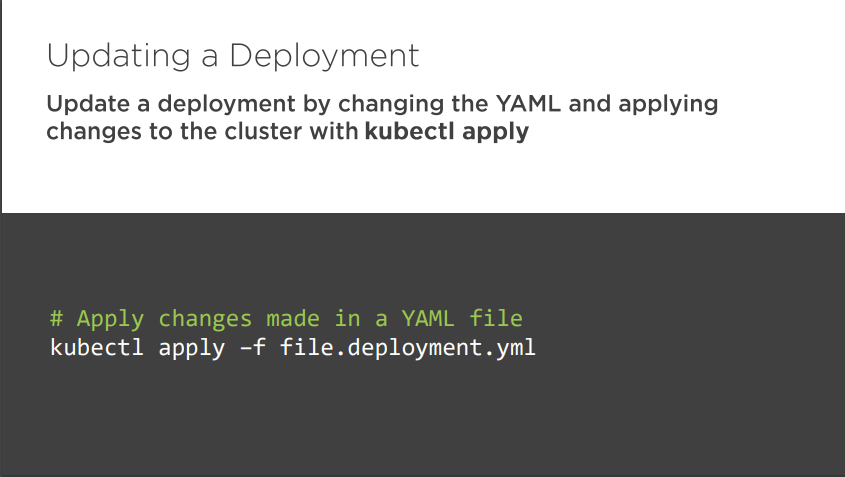 Updating a Deployment
Update a deployment by changing the YAML and applying
changes to the cluster with kubectl apply
# Apply changes made in a YAML file
kubectl apply –f file.deployment.yml